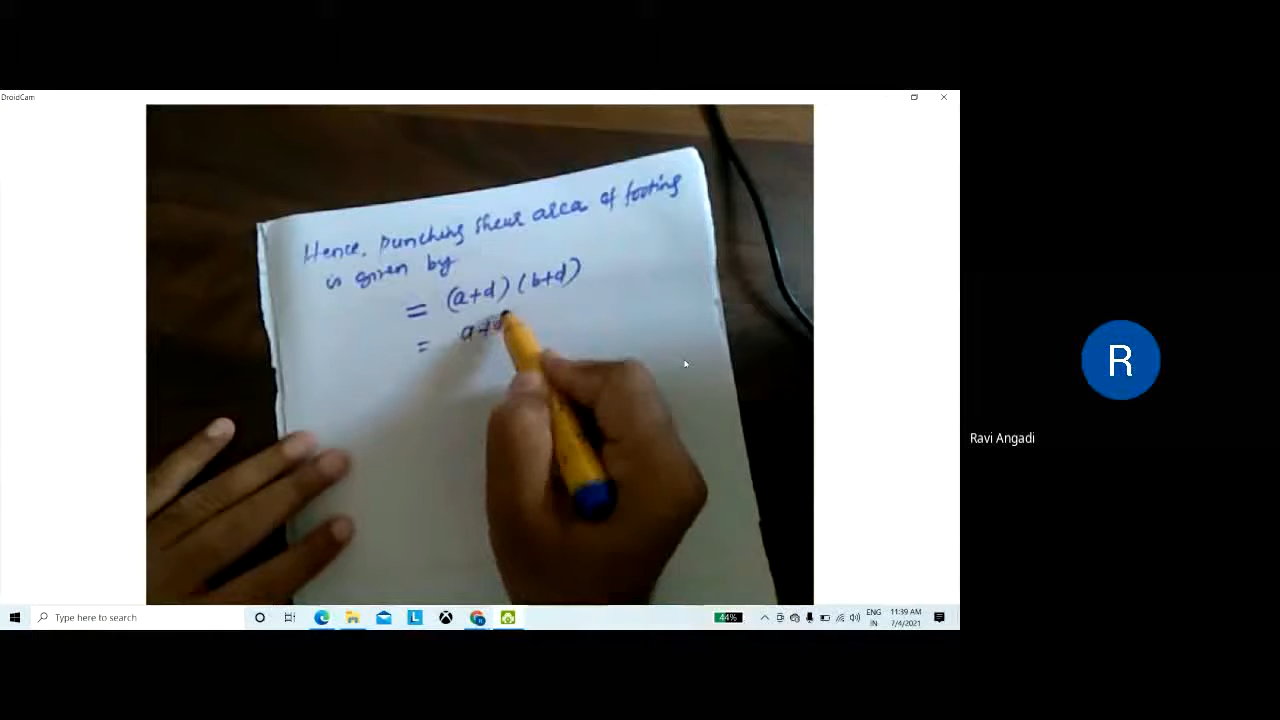 DroidCam
Hence, punching shear area of footing
is given by
= (a+d) (b+d)
= a+d
R
Ravi Angadi
Type here to search
44%
ENG
IN
11:39 AM
7/4/2021